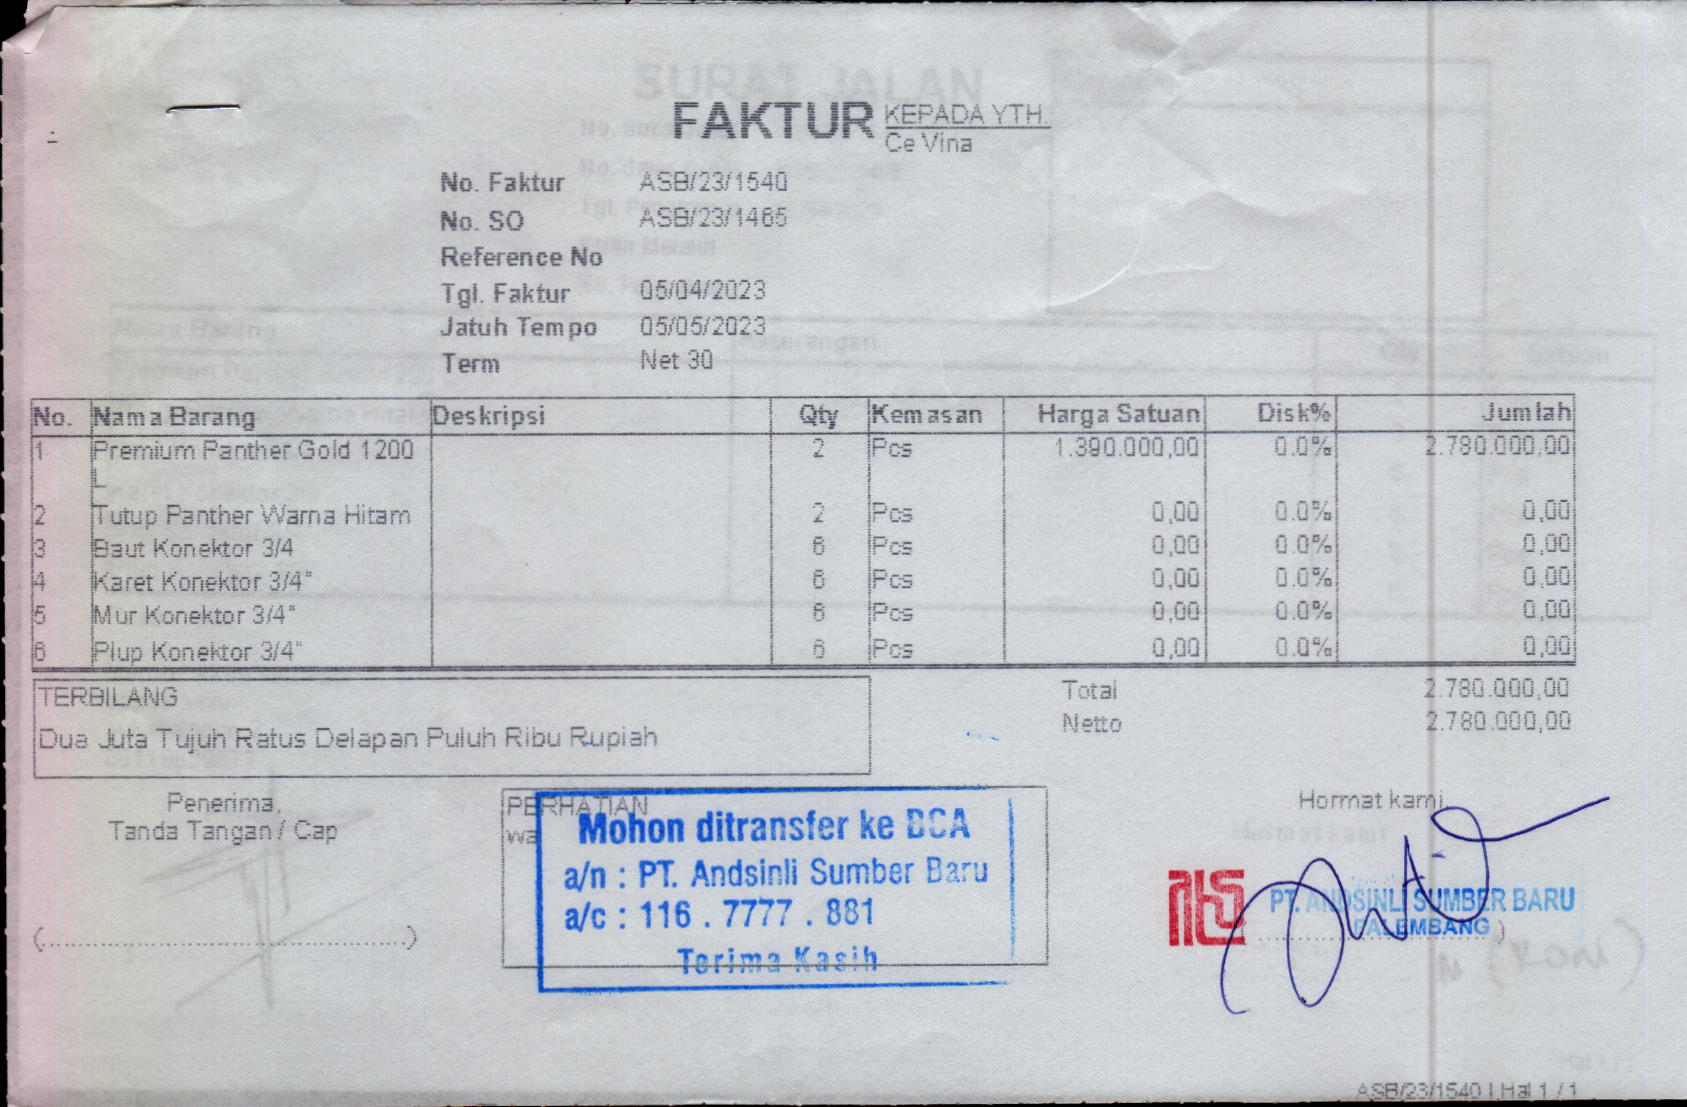 FAKTUR
KEPADA YTH.
Ce Vina
No. Faktur ASB/23/1540
No. SO ASB/23/1465
Reference No
Tgl. Faktur 05/04/2023
Jatuh Tempo 05/05/2023
Term Net 30
No. Nama Barang Deskripsi Qty Kemasan Harga Satuan Disk% Jumlah
1 Premium Panther Gold 1200 2 Pcs 1.390.000,00 0.0% 2.780.000,00
L
2 Tutup Panther Warna Hitam 2 Pcs 0,00 0.0% 0,00
3 Baut Konektor 3/4 6 Pcs 0,00 0.0% 0,00
4 Karet Konektor 3/4" 6 Pcs 0,00 0.0% 0,00
5 Mur Konektor 3/4" 6 Pcs 0,00 0.0% 0,00
6 Plup Konektor 3/4" 6 Pcs 0,00 0.0% 0,00
TERBILANG
Dua Juta Tujuh Ratus Delapan Puluh Ribu Rupiah
Total 2.780.000,00
Netto 2.780.000,00
Penerima,
Tanda Tangan / Cap
PERHATIAN
Mohon ditransfer ke BCA
a/n : PT. Andsinli Sumber Baru
a/c : 116 . 7777 . 881
Terima Kasih
Hormat kami,
PT. ANDSINLI SUMBER BARU
PALEMBANG
ASB/23/1540 | Hal 1 / 1